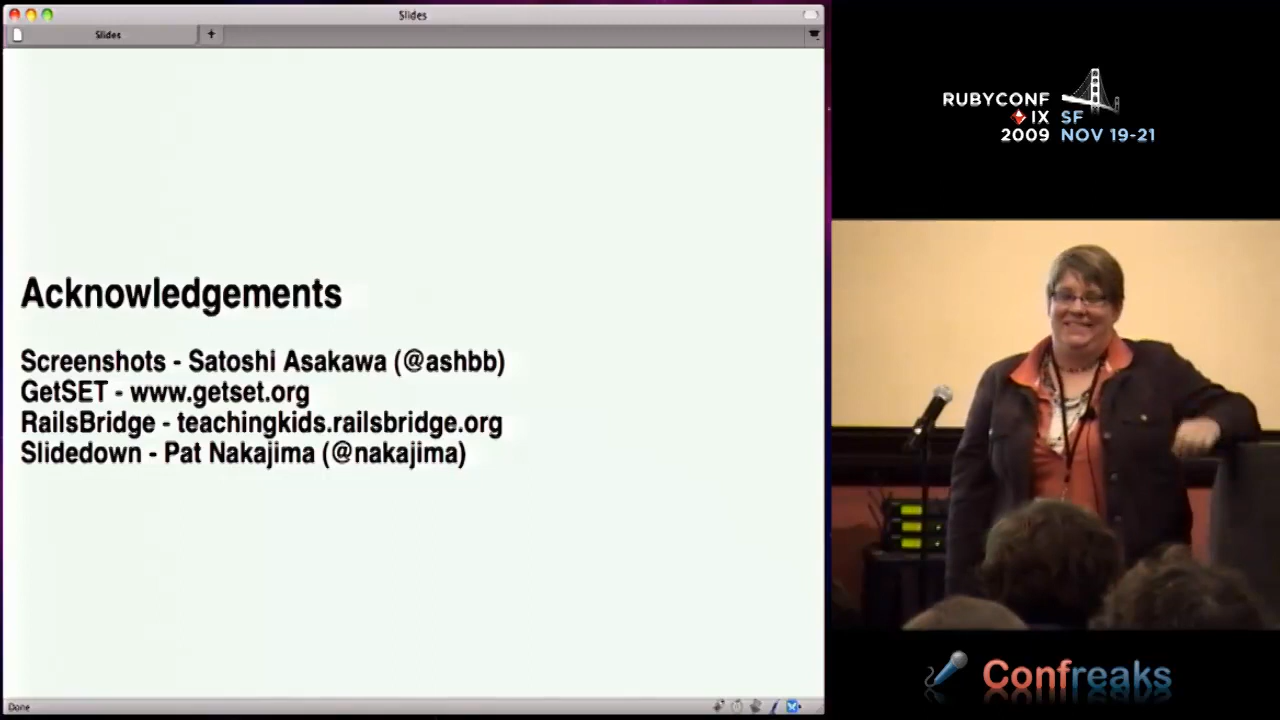 Slides
Slides
Acknowledgements
Screenshots - Satoshi Asakawa (@ashbb)
GetSET - www.getset.org
RailsBridge - teachingkids.railsbridge.org
Slidedown - Pat Nakajima (@nakajima)
Done
RUBYCONF
IX SF
2009 NOV 19-21
Confreaks